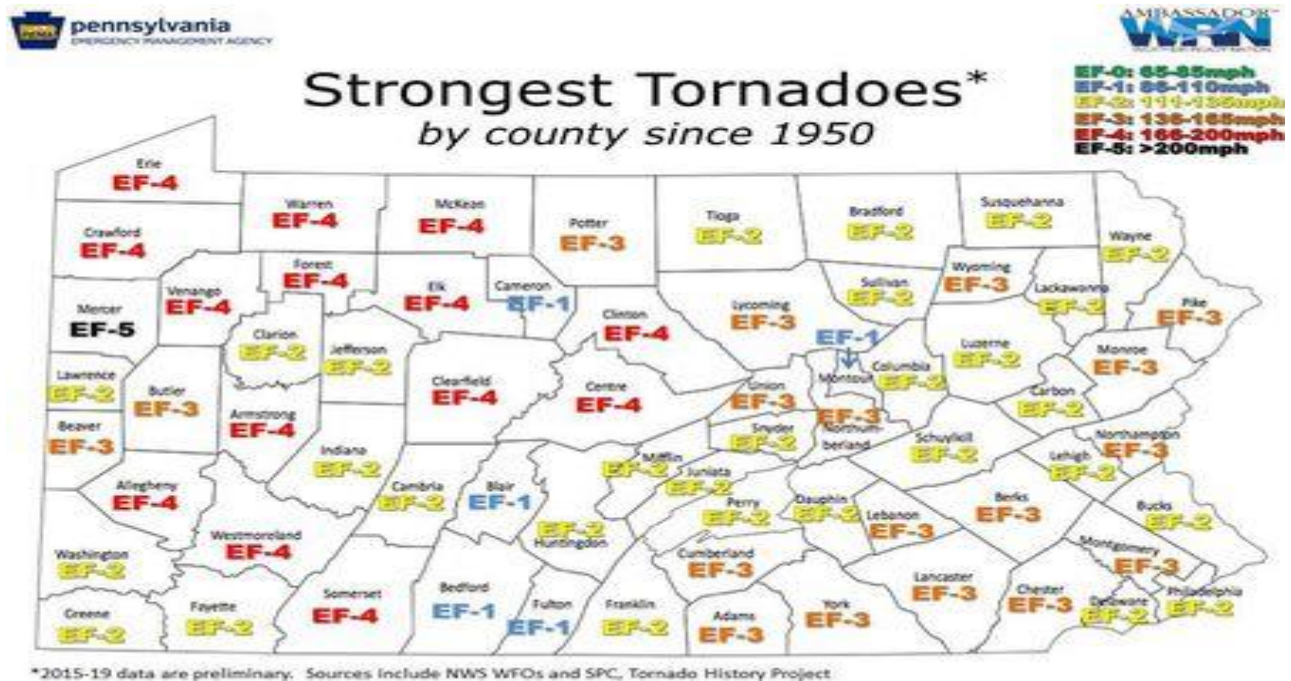 pennsylvania
EMERGENCY MANAGEMENT AGENCY
AMBASSADOR
WRN
WEATHER-READY NATION
Strongest Tornadoes*
by county since 1950
EF-0: 65-85mph
EF-1: 86-110mph
EF-2: 111-135mph
EF-3: 136-165mph
EF-4: 166-200mph
EF-5: >200mph
Erie
EF-4
Warren
EF-4
McKean
EF-4
Potter
EF-3
Tioga
EF-2
Bradford
EF-2
Susquehanna
EF-2
Wayne
EF-2
Crawford
EF-4
Forest
EF-4
Venango
EF-4
Elk
EF-4
Cameron
EF-1
Clinton
EF-4
Lycoming
EF-3
Sullivan
EF-2
Wyoming
EF-3
Lackawanna
EF-2
Pike
EF-3
Mercer
EF-5
Clarion
EF-2
Jefferson
EF-2
Clearfield
EF-4
Centre
EF-4
EF-1
Montour
Columbia
EF-2
Luzerne
EF-2
Monroe
EF-3
Lawrence
EF-2
Butler
EF-3
Armstrong
EF-4
Union
EF-3
EF-3
Northum-
berland
Carbon
EF-2
Beaver
EF-3
Indiana
EF-2
Snyder
EF-2
Mifflin
EF-2
Juniata
EF-2
Schuylkill
EF-2
Northampton
EF-3
Lehigh
EF-2
Allegheny
EF-4
Cambria
EF-2
Blair
EF-1
EF-2
Huntingdon
Perry
EF-2
Dauphin
EF-2
Lebanon
EF-3
Berks
EF-3
Bucks
EF-2
Westmoreland
EF-4
Washington
EF-2
Cumberland
EF-3
Montgomery
EF-3
Greene
EF-2
Fayette
EF-2
Somerset
EF-4
Bedford
EF-1
Fulton
EF-1
Franklin
EF-2
Adams
EF-3
York
EF-3
Lancaster
EF-3
Chester
EF-3
Delaware
EF-2
Philadelphia
EF-2
*2015-19 data are preliminary. Sources include NWS WFOs and SPC, Tornado History Project